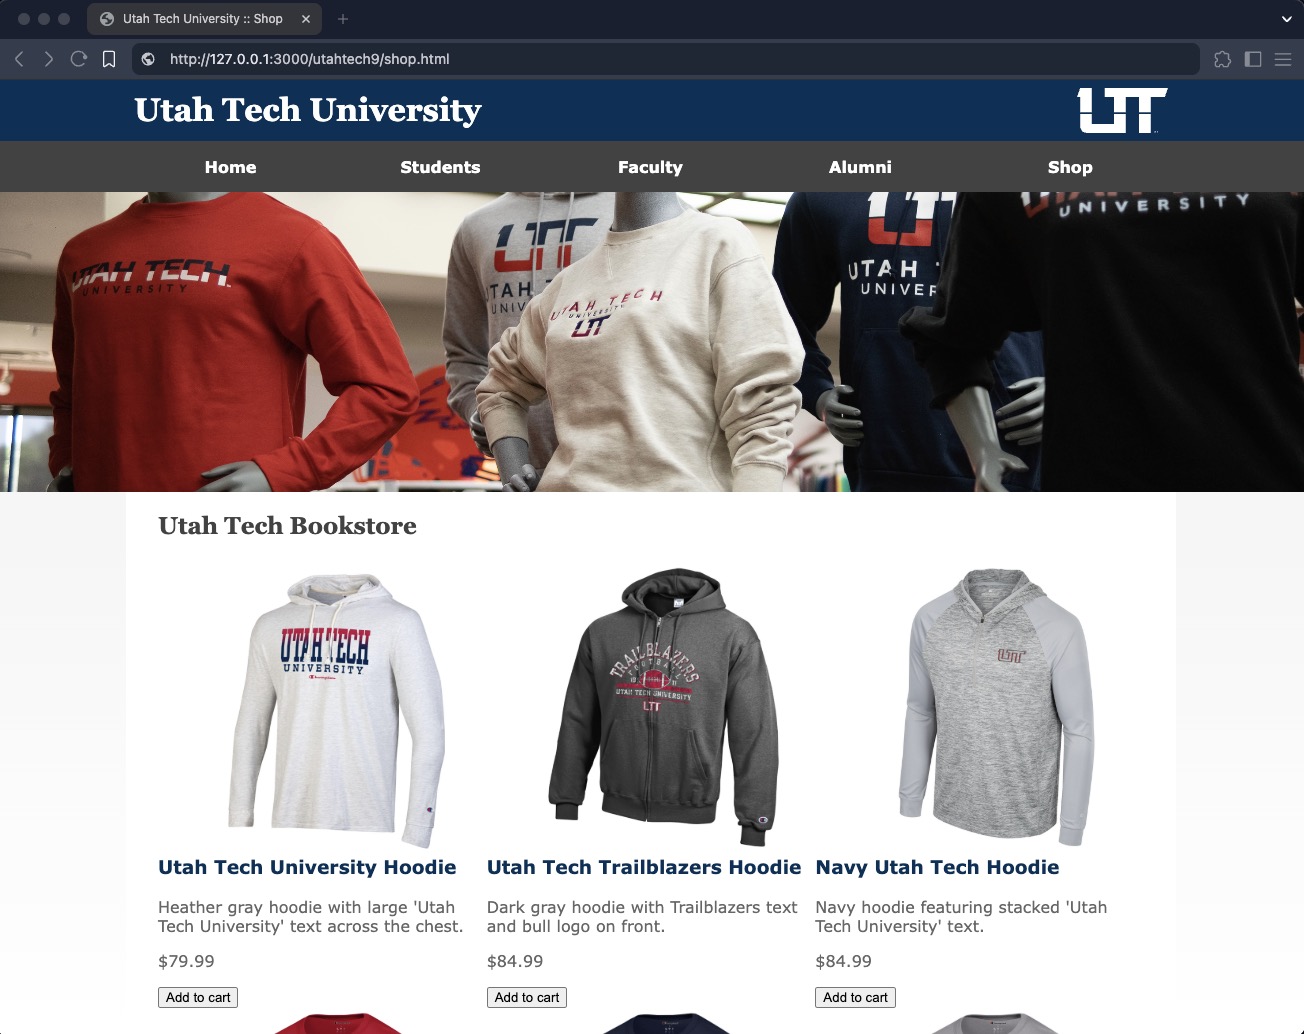 Utah Tech University :: Shop
http://127.0.0.1:3000/utahtech9/shop.html
Utah Tech University
UT
Home Students Faculty Alumni Shop
UTAH TECH
UNIVERSITY
UT
UTAH TECH
UNIVERSITY
UT
UTAH
UNIVER
UNIVERSITY
Utah Tech Bookstore
UTAH TECH
UNIVERSITY
TRAILBLAZERS
FOOTBALL
UTAH TECH UNIVERSITY
UT
UT
Utah Tech University Hoodie
Heather gray hoodie with large 'Utah
Tech University' text across the chest.
$79.99
Add to cart
Utah Tech Trailblazers Hoodie
Dark gray hoodie with Trailblazers text
and bull logo on front.
$84.99
Add to cart
Navy Utah Tech Hoodie
Navy hoodie featuring stacked 'Utah
Tech University' text.
$84.99
Add to cart